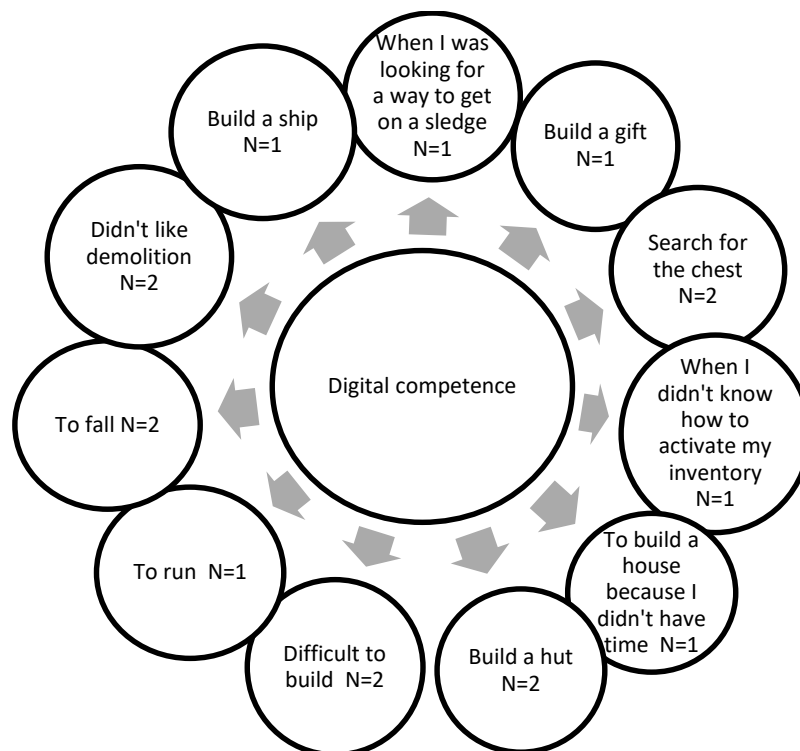 When I was
looking for
a way to get
on a sledge
N=1
Build a gift
N=1
Search for
the chest
N=2
When I
didn't know
how to
activate my
inventory
N=1
To build a
house
because I
didn't have
time N=1
Build a hut
N=2
Difficult to
build N=2
To run N=1
To fall N=2
Didn't like
demolition
N=2
Build a ship
N=1
Digital competence